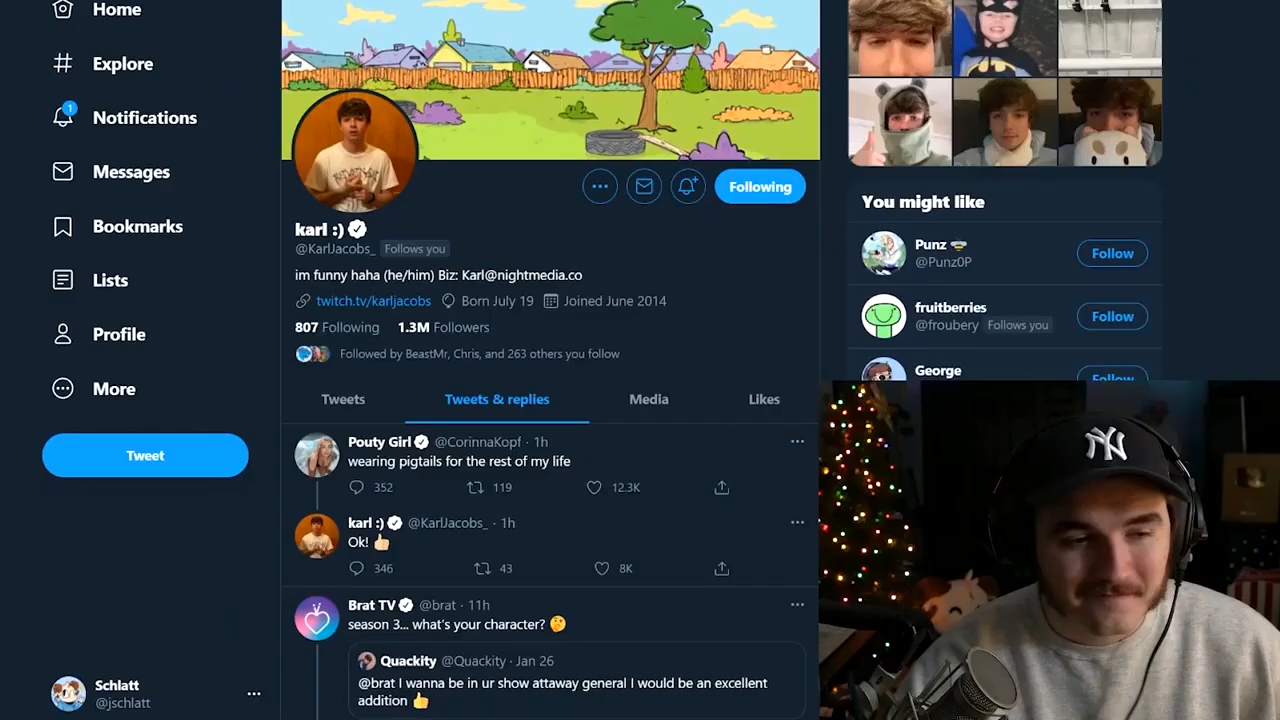 Home
Explore
1
Notifications
Messages
Bookmarks
Lists
Profile
More
Tweet
Schlatt
@jschlatt
Following
karl :)
@KarlJacobs_ Follows you
im funny haha (he/him) Biz: Karl@nightmedia.co
twitch.tv/karljacobs Born July 19 Joined June 2014
807 Following 1.3M Followers
Followed by BeastMr, Chris, and 263 others you follow
Tweets Tweets & replies Media Likes
Pouty Girl @CorinnaKopf · 1h
wearing pigtails for the rest of my life
352 119 12.3K
karl :) @KarlJacobs_ · 1h
Ok! 👍🏻
346 43 8K
Brat TV @brat · 11h
season 3... what's your character? 🤔
Quackity @Quackity · Jan 26
@brat I wanna be in ur show attaway general I would be an excellent
addition 👍
You might like
Punz 🐝
@Punz0P
Follow
fruitberries
@froubery Follows you
Follow
George
Follow
NY